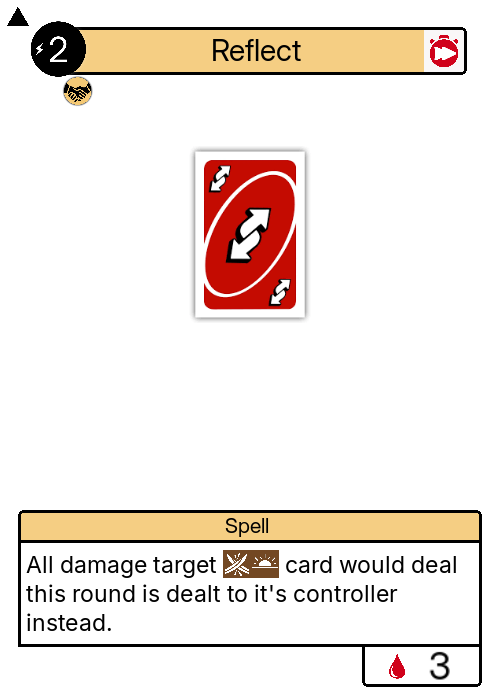 2
Reflect
Spell
All damage target card would deal
this round is dealt to it's controller
instead.
3